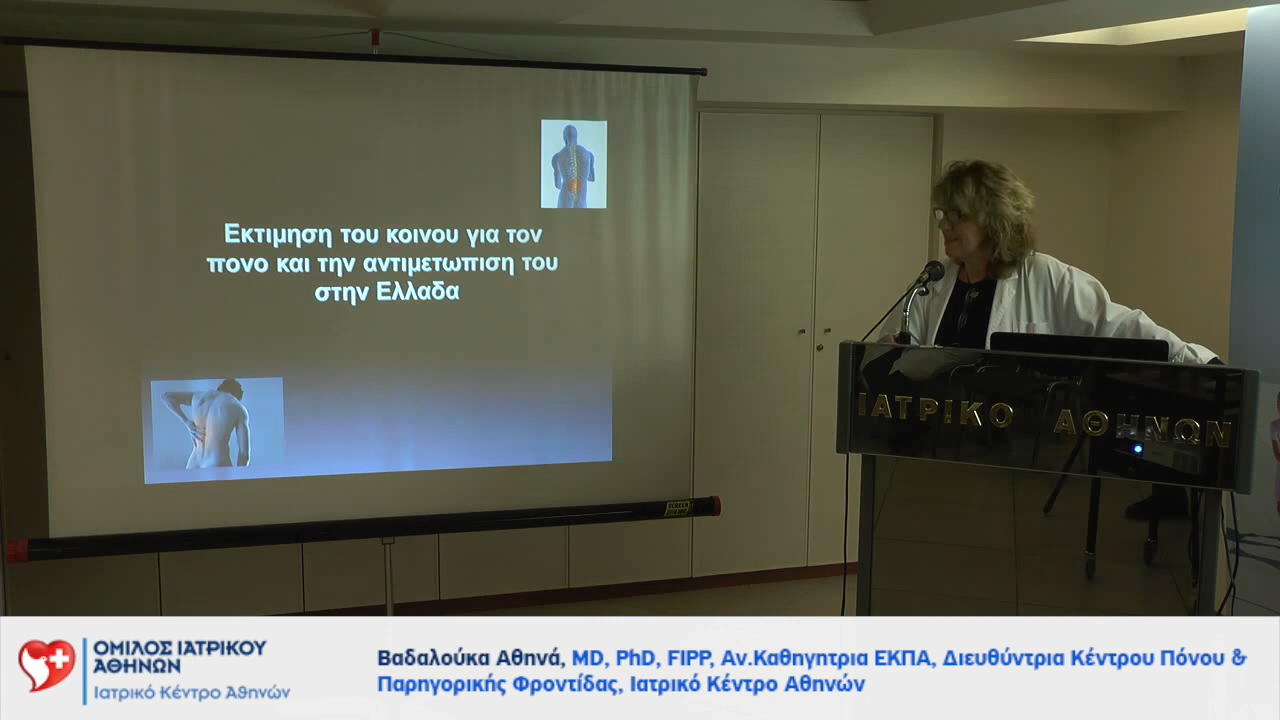 Εκτιμηση του κοινου για τον
πονο και την αντιμετωπιση του
στην Ελλαδα
ΙΑΤΡΙΚΟ ΑΘΗΝΩΝ
ΟΜΙΛΟΣ ΙΑΤΡΙΚΟΥ
ΑΘΗΝΩΝ
Ιατρικό Κέντρο Αθηνών
Βαδαλούκα Αθηνά, MD, PhD, FIPP, Αν.Καθηγητρια ΕΚΠΑ, Διευθύντρια Κέντρου Πόνου &
Παρηγορικής Φροντίδας, Ιατρικό Κέντρο Αθηνών